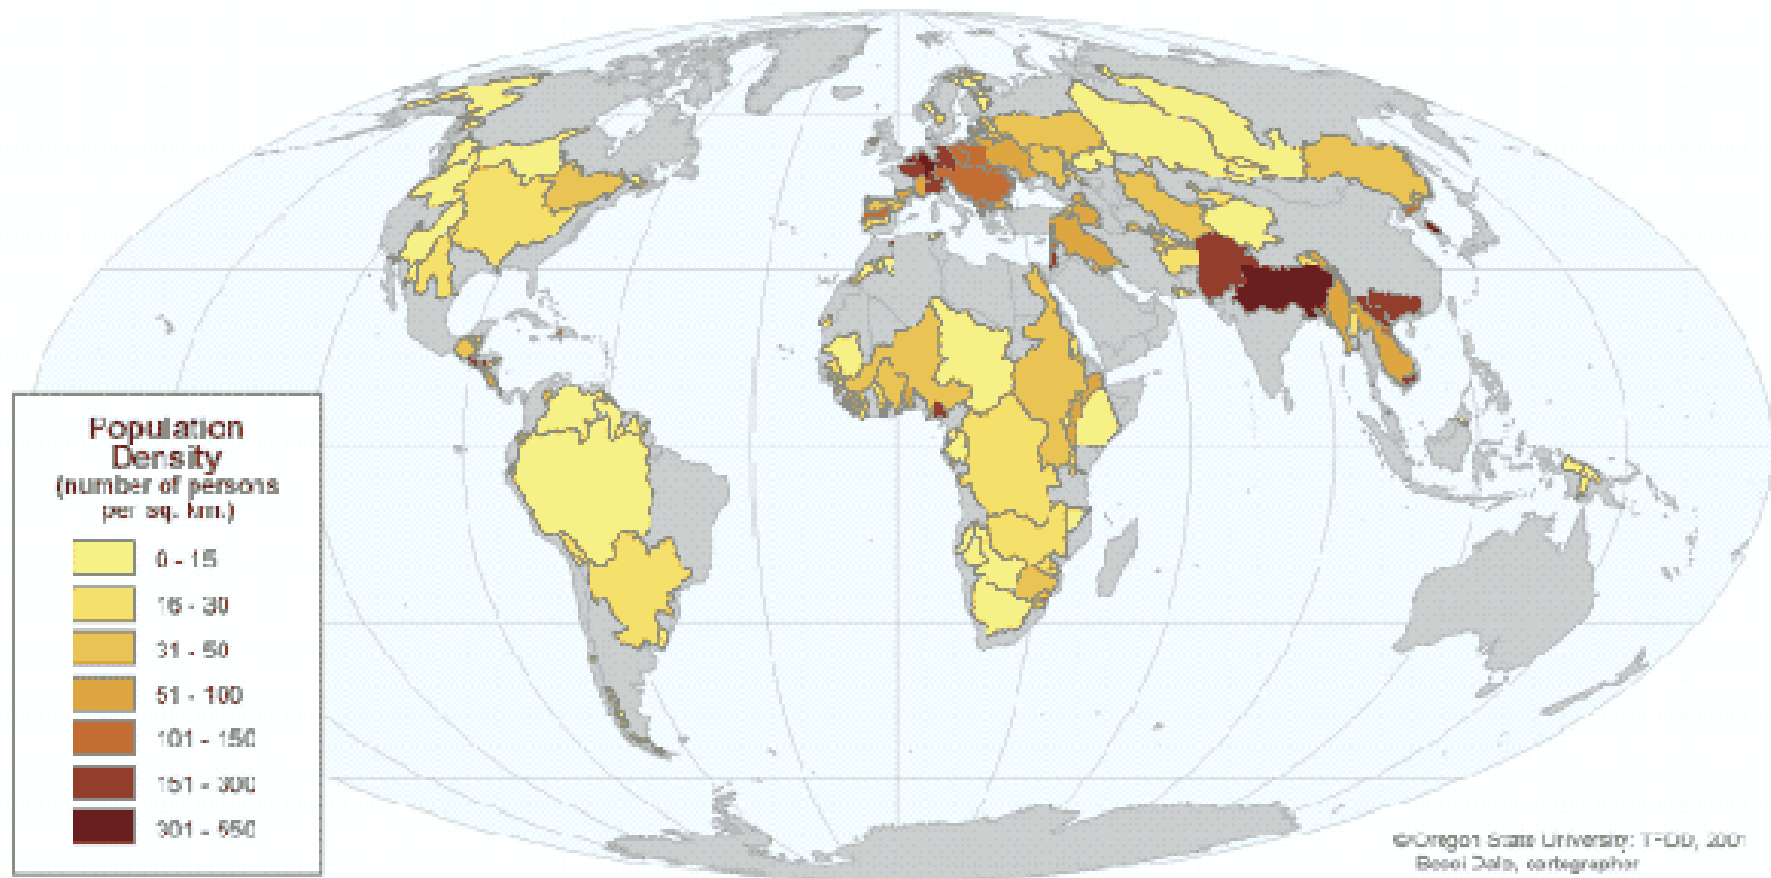 Population
Density
(number of persons
per sq. km.)
0 - 15
16 - 30
31 - 50
51 - 100
101 - 150
151 - 300
301 - 550
©Oregon State University: TFDD, 2001
cartographer